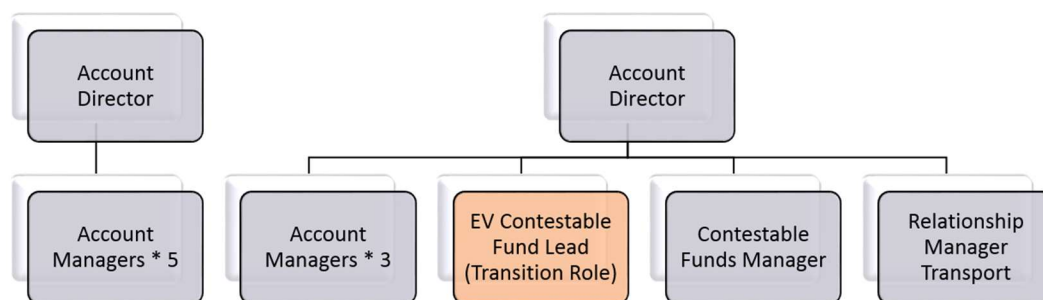 Account
Director
Account
Director
Account
Managers * 5
Account
Managers * 3
EV Contestable
Fund Lead
(Transition Role)
Contestable
Funds Manager
Relationship
Manager
Transport